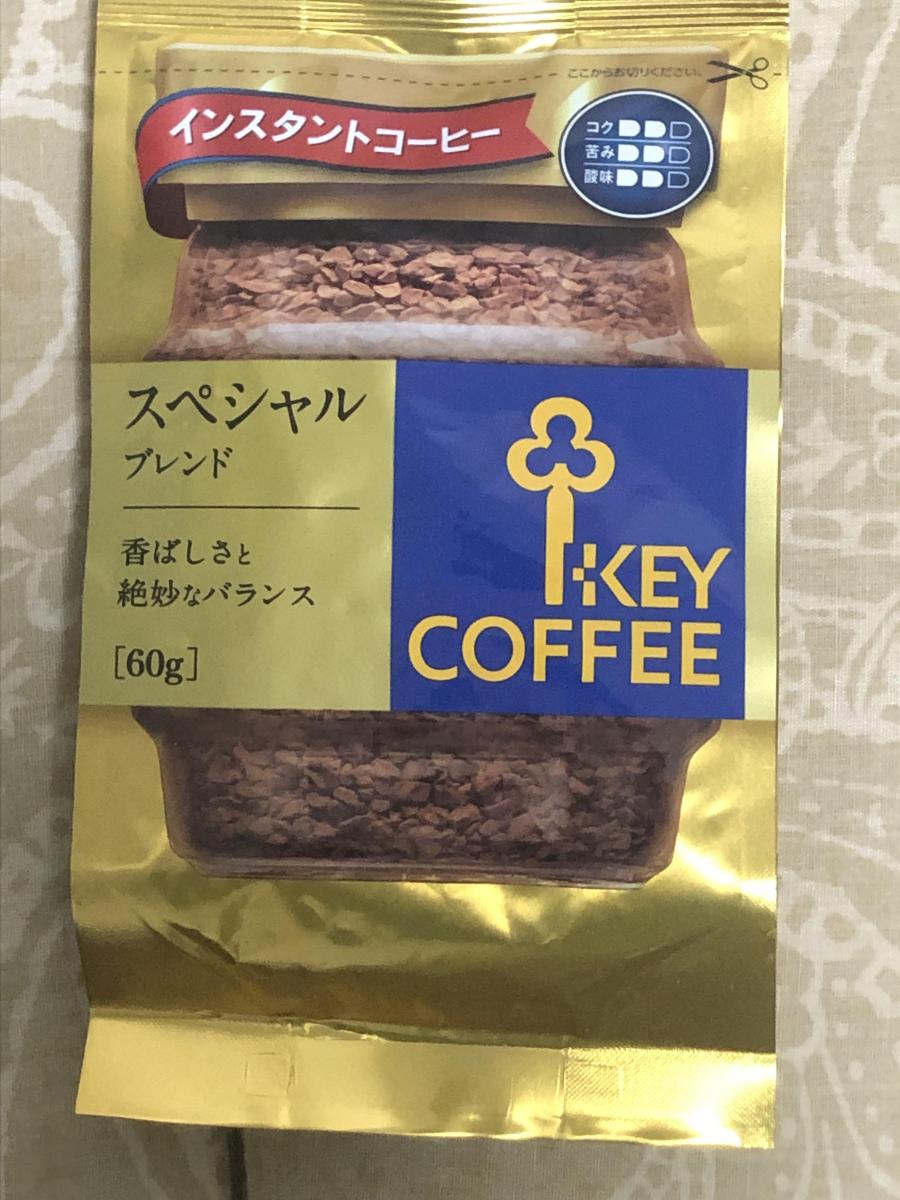 ここからお切りください。
インスタントコーヒー
コク
苦み
酸味
スペシャル
ブレンド
香ばしさと
絶妙なバランス
[60g]
KEY
COFFEE